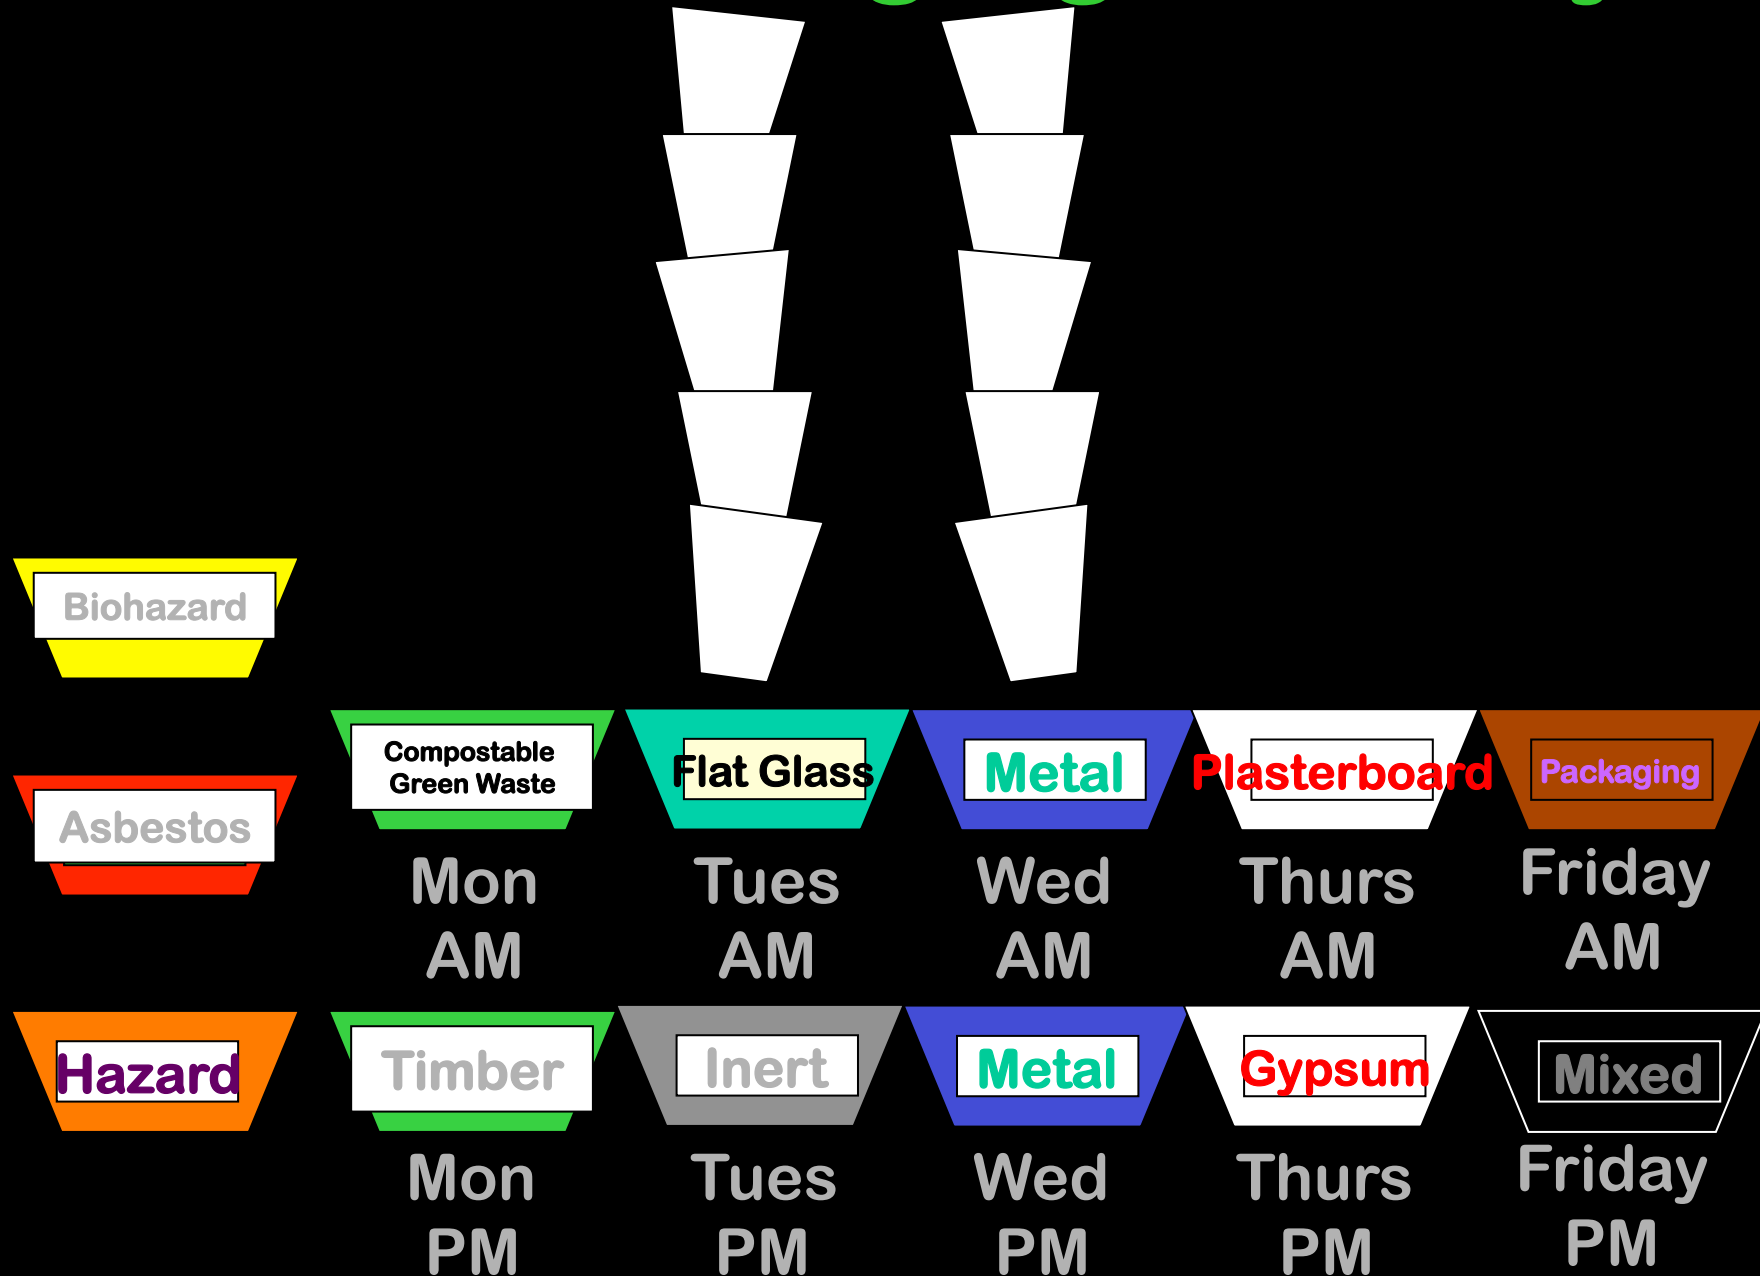 Biohazard
Compostable
Green Waste
Flat Glass
Metal
Plasterboard
Packaging
Asbestos
Mon
AM
Tues
AM
Wed
AM
Thurs
AM
Friday
AM
Hazard
Timber
Inert
Metal
Gypsum
Mixed
Mon
PM
Tues
PM
Wed
PM
Thurs
PM
Friday
PM